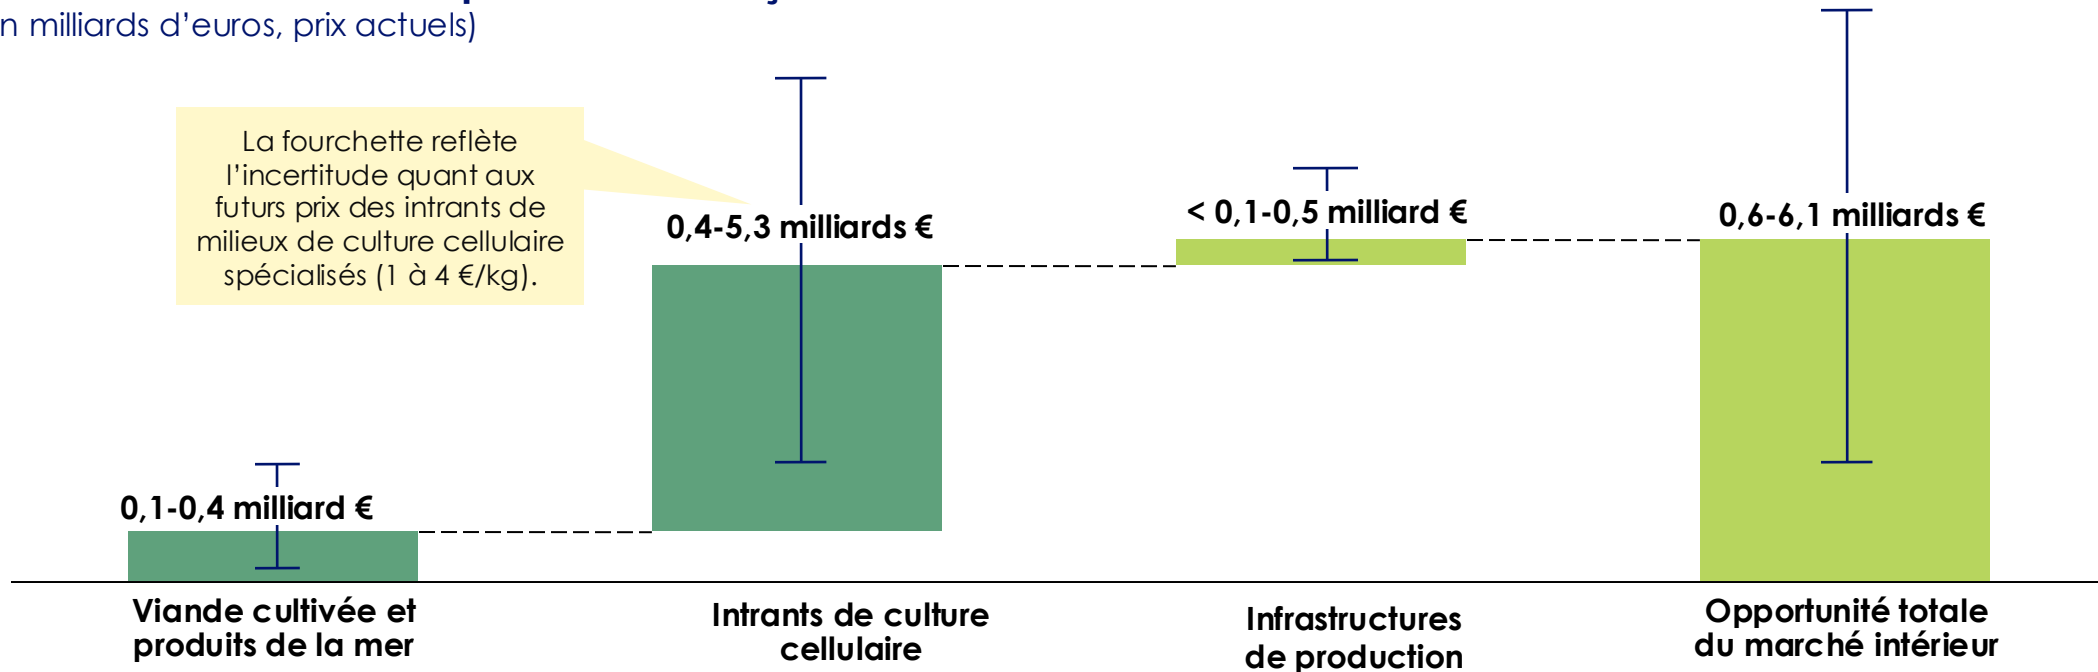 n milliards d’euros, prix actuels)
La fourchette reflète
l’incertitude quant aux
futurs prix des intrants de
milieux de culture cellulaire
spécialisés (1 à 4 €/kg).
0,1-0,4 milliard €
0,4-5,3 milliards €
< 0,1-0,5 milliard €
0,6-6,1 milliards €
Viande cultivée et
produits de la mer
Intrants de culture
cellulaire
Infrastructures
de production
Opportunité totale
du marché intérieur